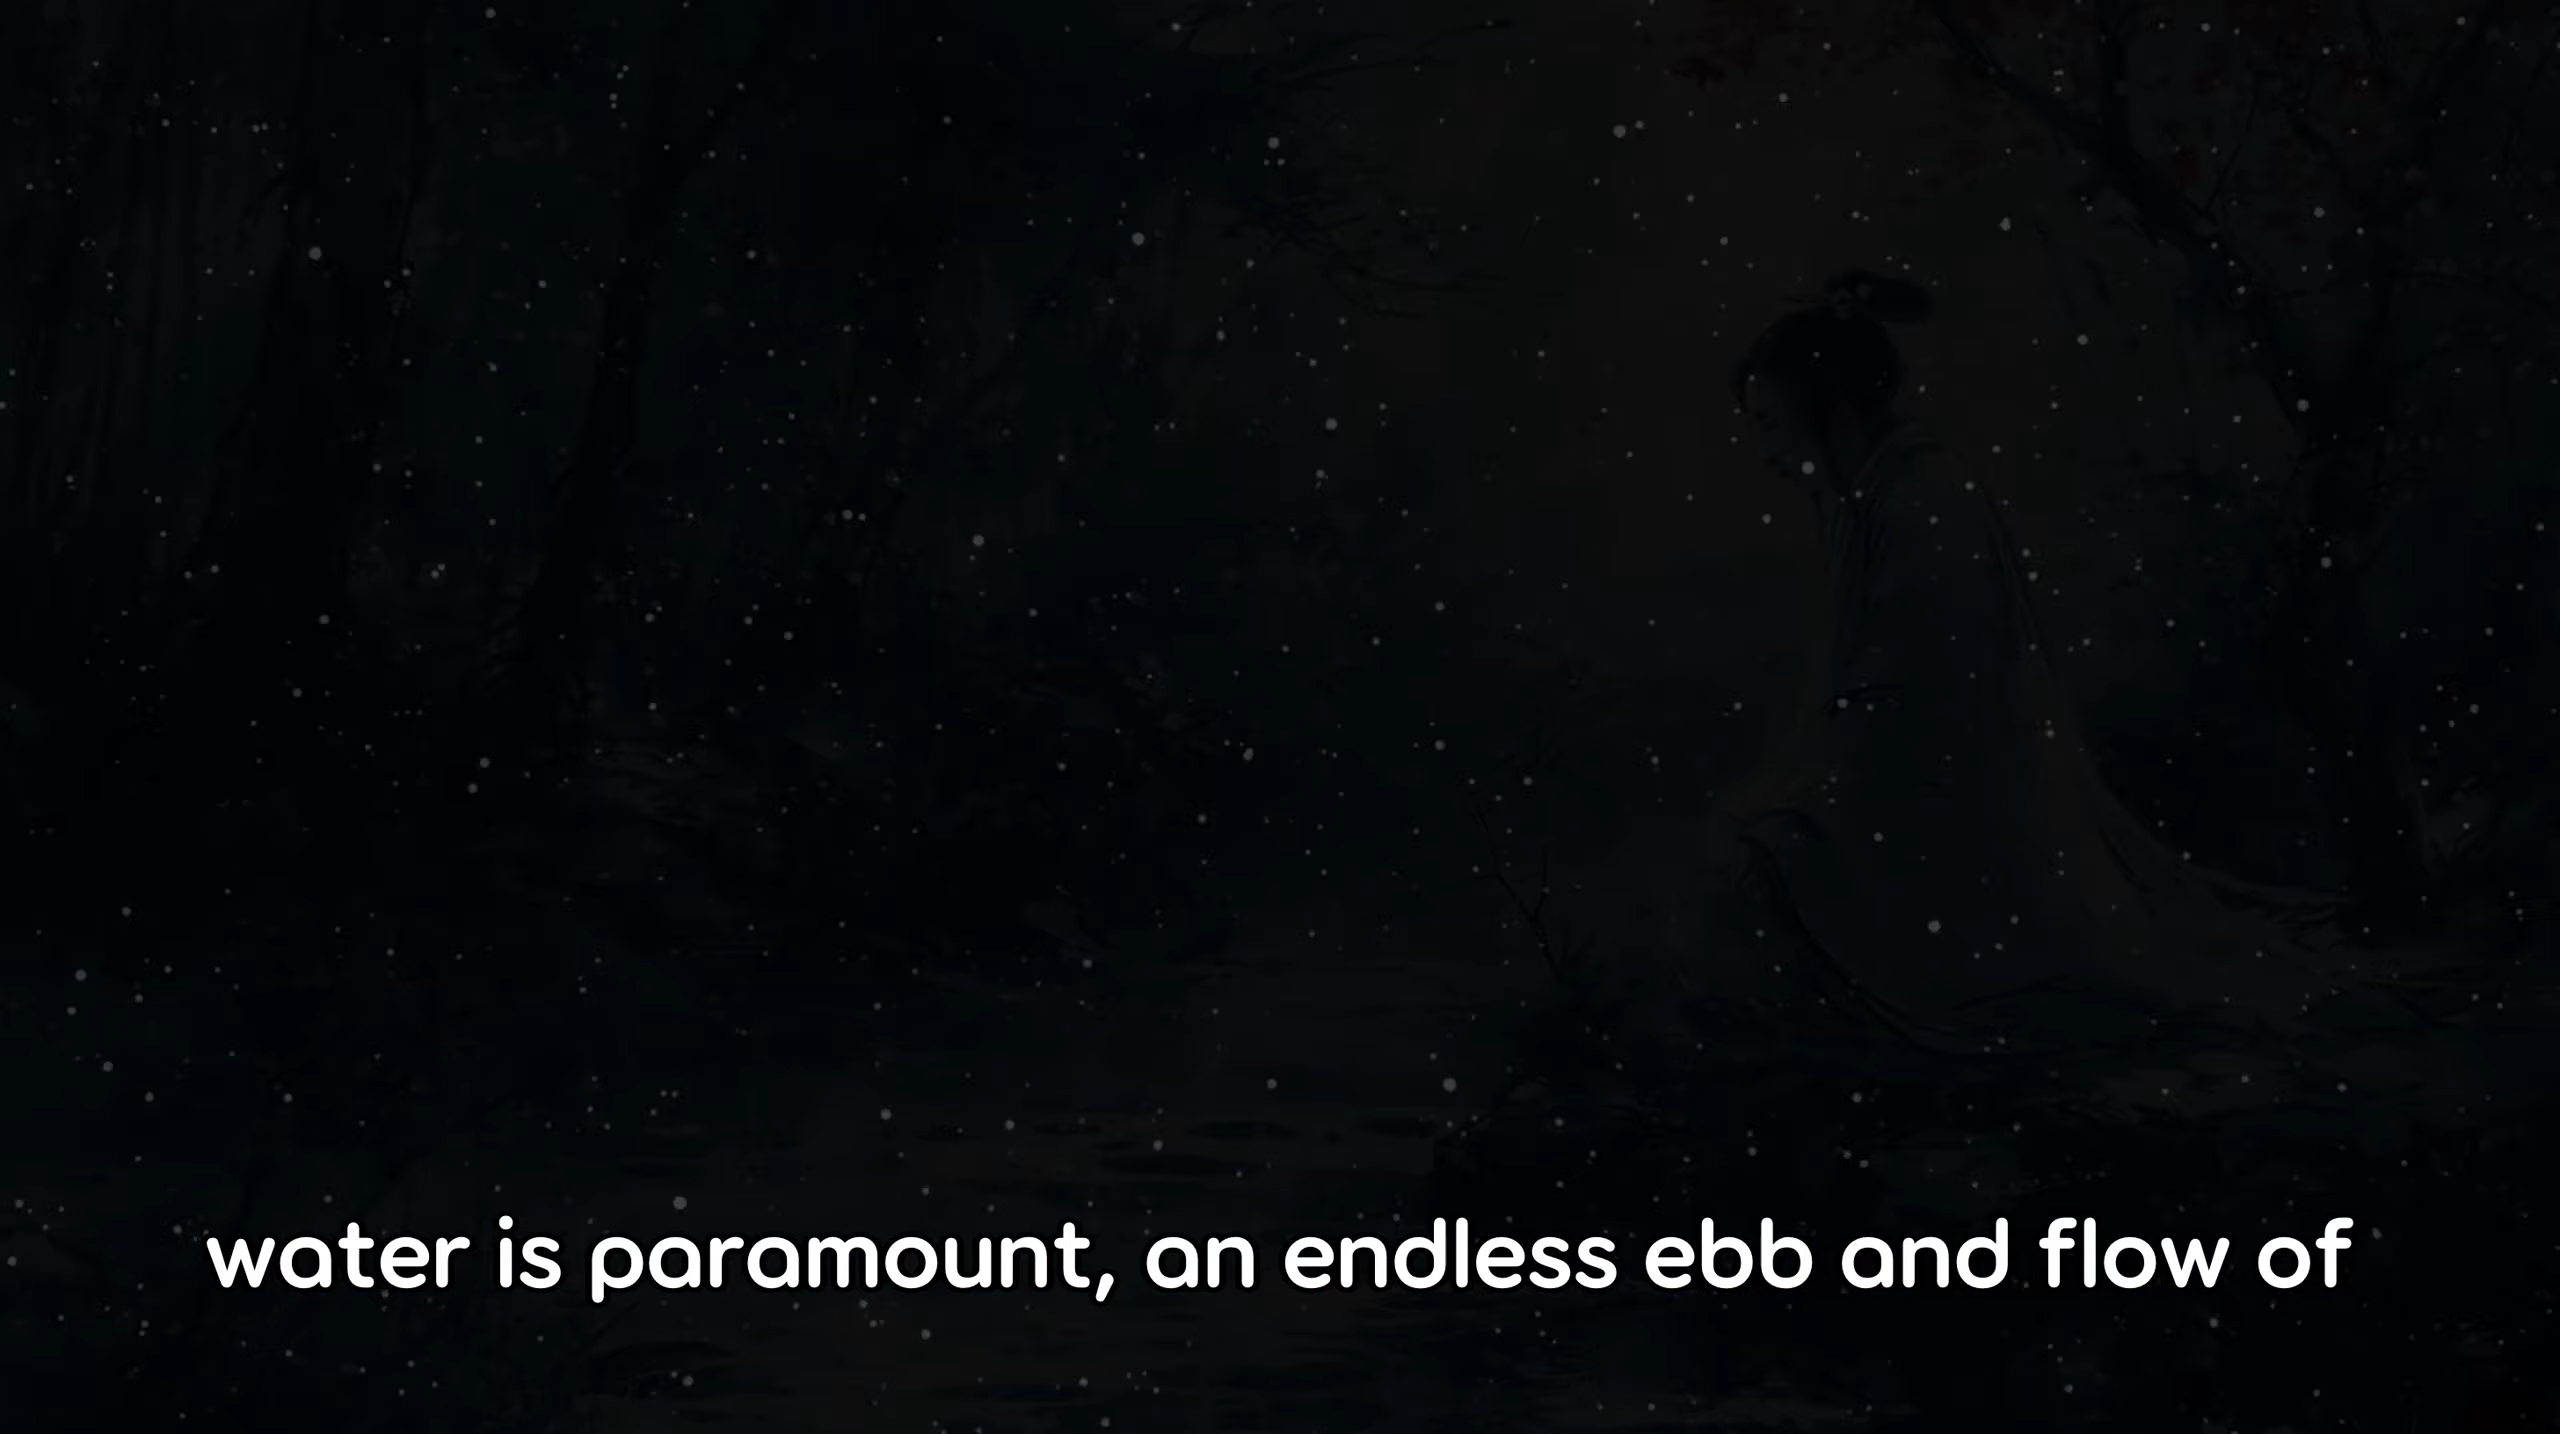 water is paramount, an endless ebb and flow of